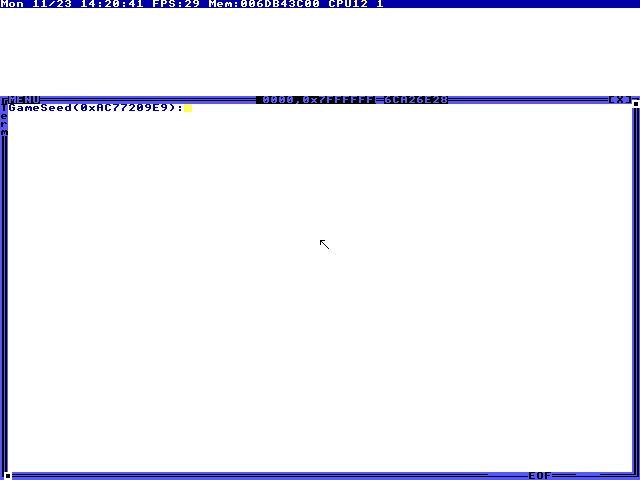 Mon 11/23 14:20:41 FPS:29 Mem:006DB43C00 CPU12 1
MENU 0000,0x7FFFFFFF 6CA26E28 [X]
Term
GameSeed(0xAC77209E9):
EOF